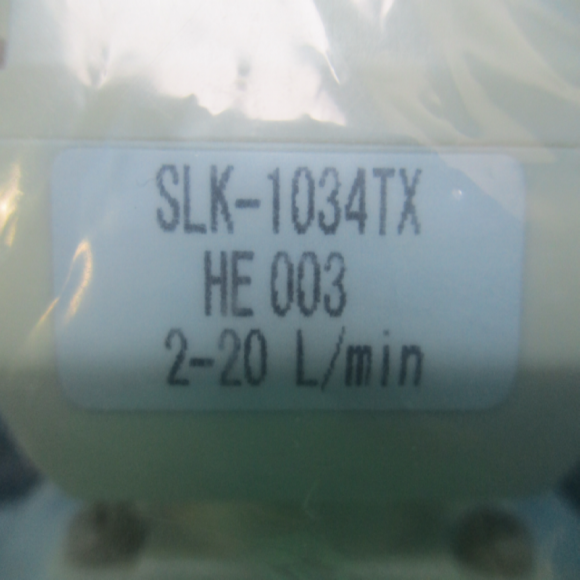 SLK-1034TX
HE 003
2-20 L/min